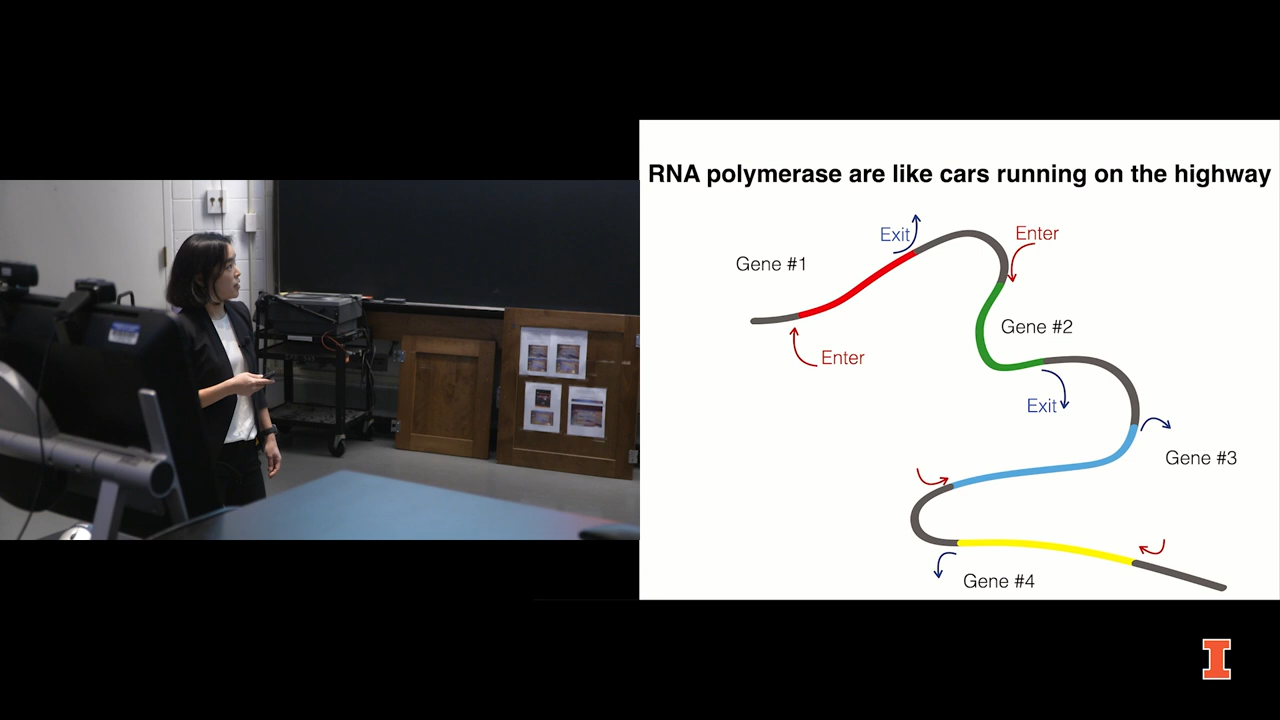 RNA polymerase are like cars running on the highway
Exit
Enter
Gene #1
Gene #2
Enter
Exit
Gene #3
Gene #4
I